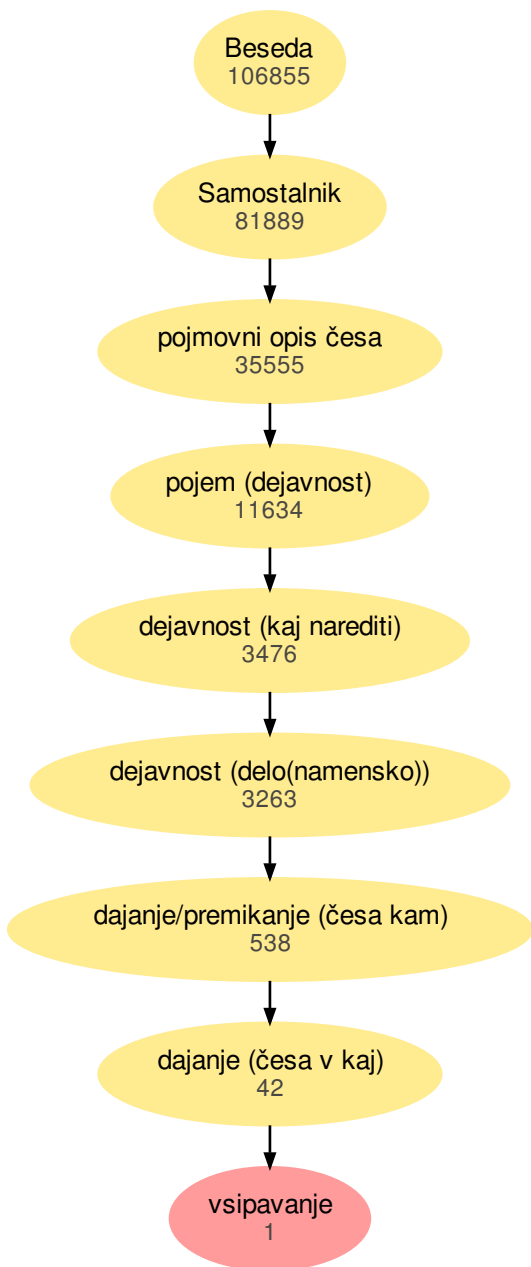 Beseda
106855
Samostalnik
81889
pojmovni opis česa
35555
pojem (dejavnost)
11634
dejavnost (kaj narediti)
3476
dejavnost (delo(namensko))
3263
dajanje/premikanje (česa kam)
538
dajanje (česa v kaj)
42
vsipavanje
1